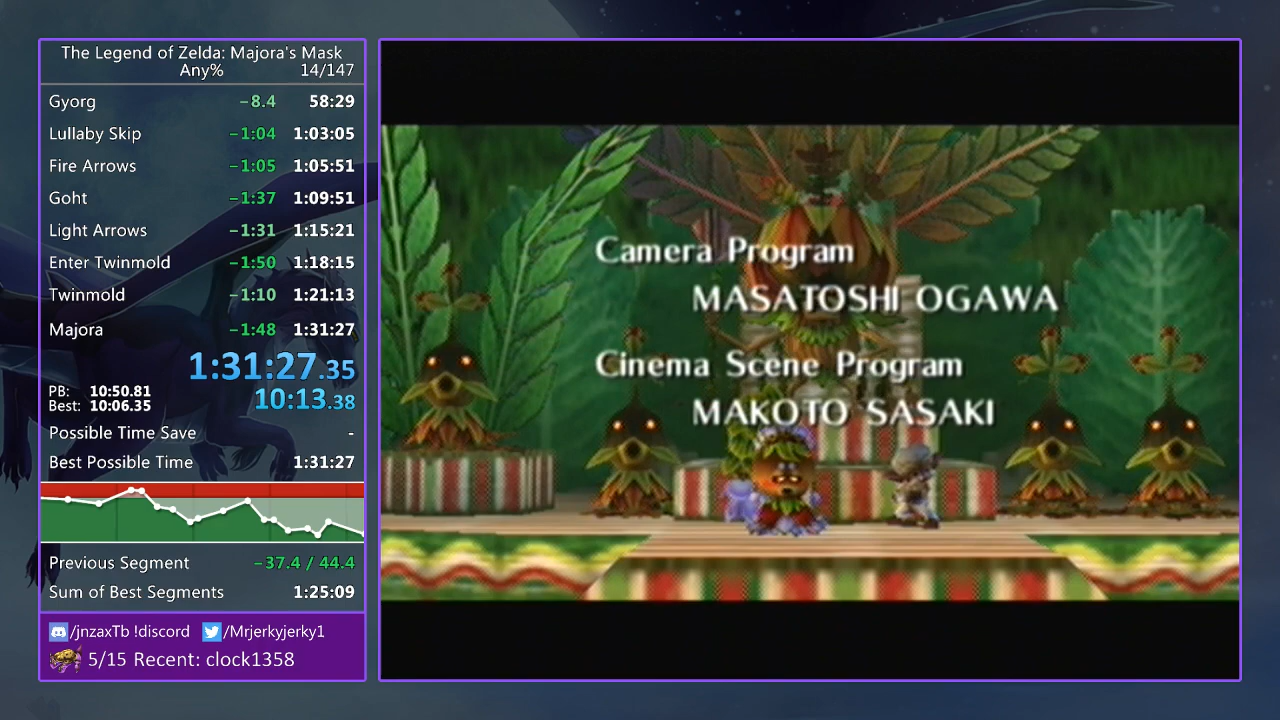 The Legend of Zelda: Majora's Mask
Any% 14/147
Gyorg −8.4 58:29
Lullaby Skip −1:04 1:03:05
Fire Arrows −1:05 1:05:51
Goht −1:37 1:09:51
Light Arrows −1:31 1:15:21
Enter Twinmold −1:50 1:18:15
Twinmold −1:10 1:21:13
Majora −1:48 1:31:27
1:31:27.35
PB: 10:50.81
Best: 10:06.35
10:13.38
Possible Time Save -
Best Possible Time 1:31:27
Previous Segment −37.4 / 44.4
Sum of Best Segments 1:25:09
/jnzaxTb !discord /Mrjerkyjerky1
5/15 Recent: clock1358
Camera Program
MASATOSHI OGAWA
Cinema Scene Program
MAKOTO SASAKI